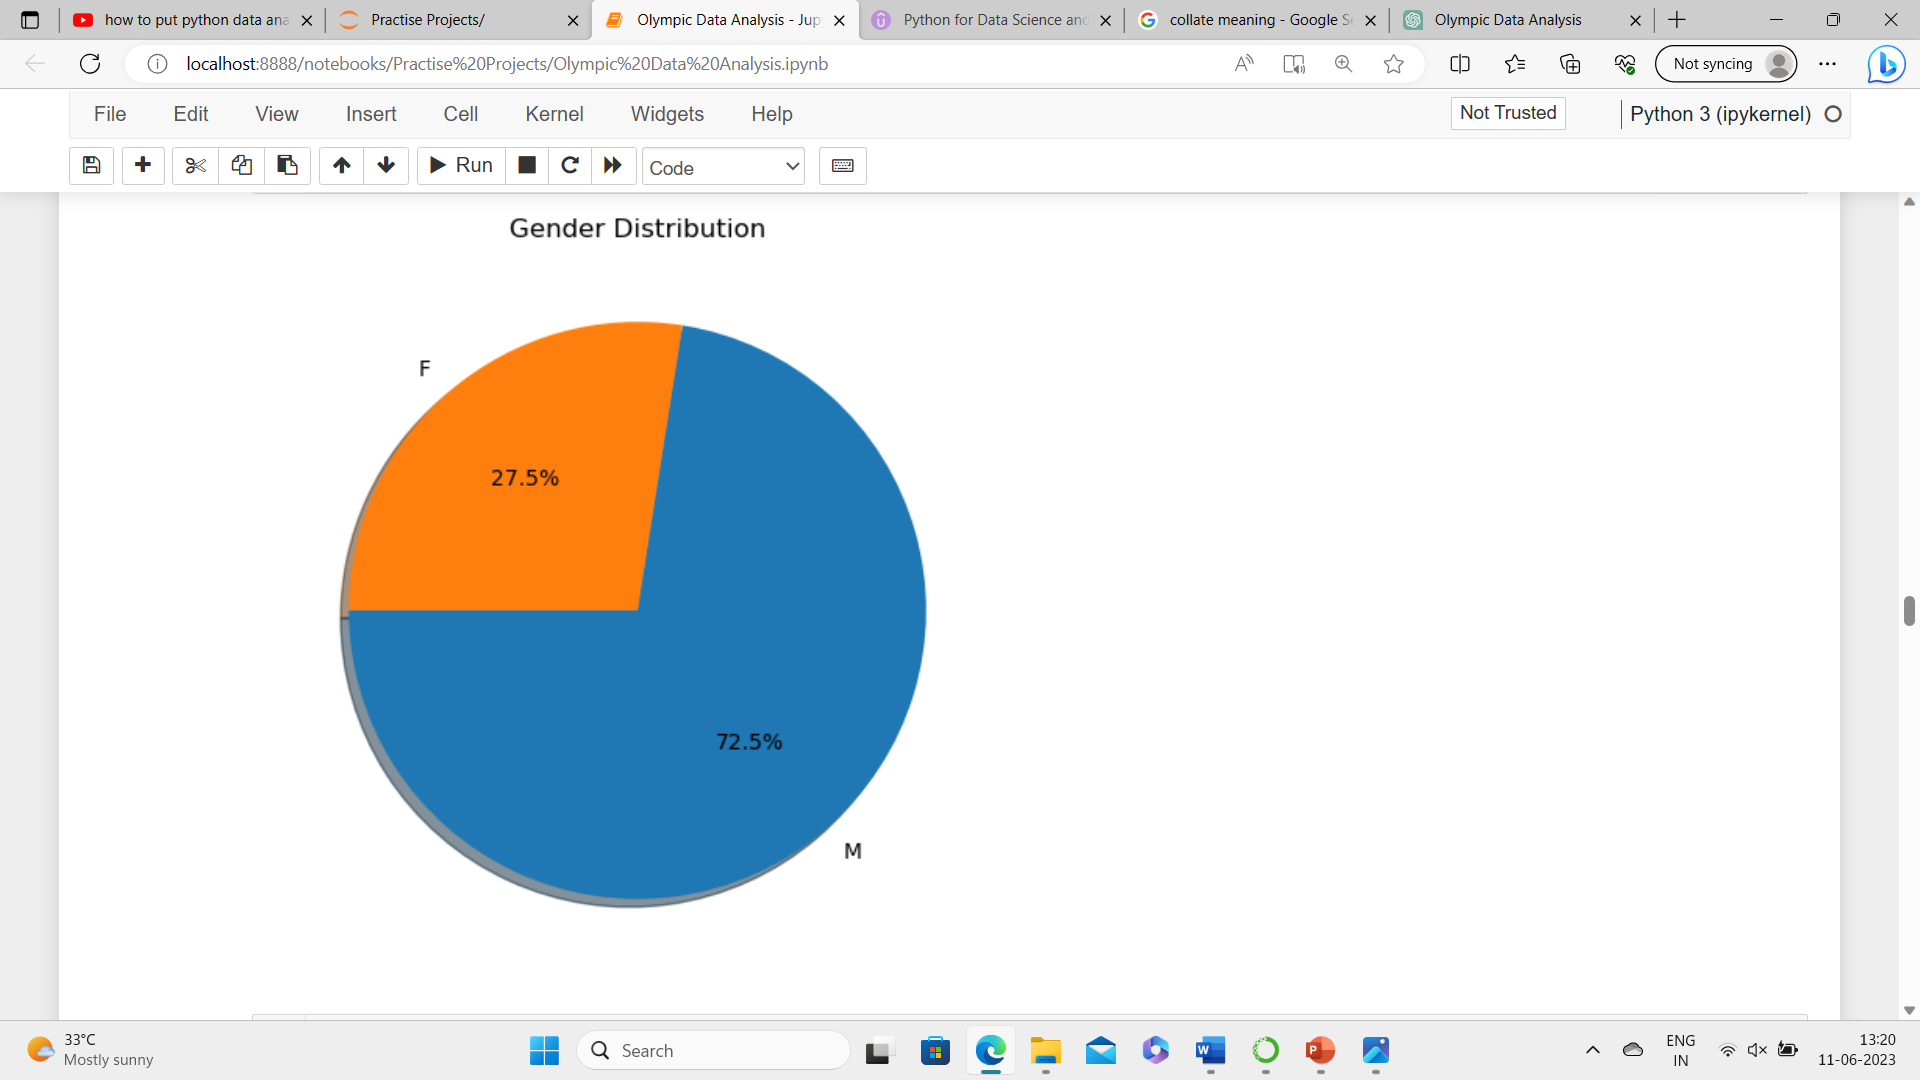 how to put python data ana
Practise Projects/
Olympic Data Analysis - Jup
Python for Data Science and
collate meaning - Google Se
Olympic Data Analysis
localhost:8888/notebooks/Practise%20Projects/Olympic%20Data%20Analysis.ipynb
Not syncing
File Edit View Insert Cell Kernel Widgets Help
Not Trusted
Python 3 (ipykernel)
Run
Code
Gender Distribution
F
27.5%
72.5%
M
33°C
Mostly sunny
Search
ENG
IN
13:20
11-06-2023